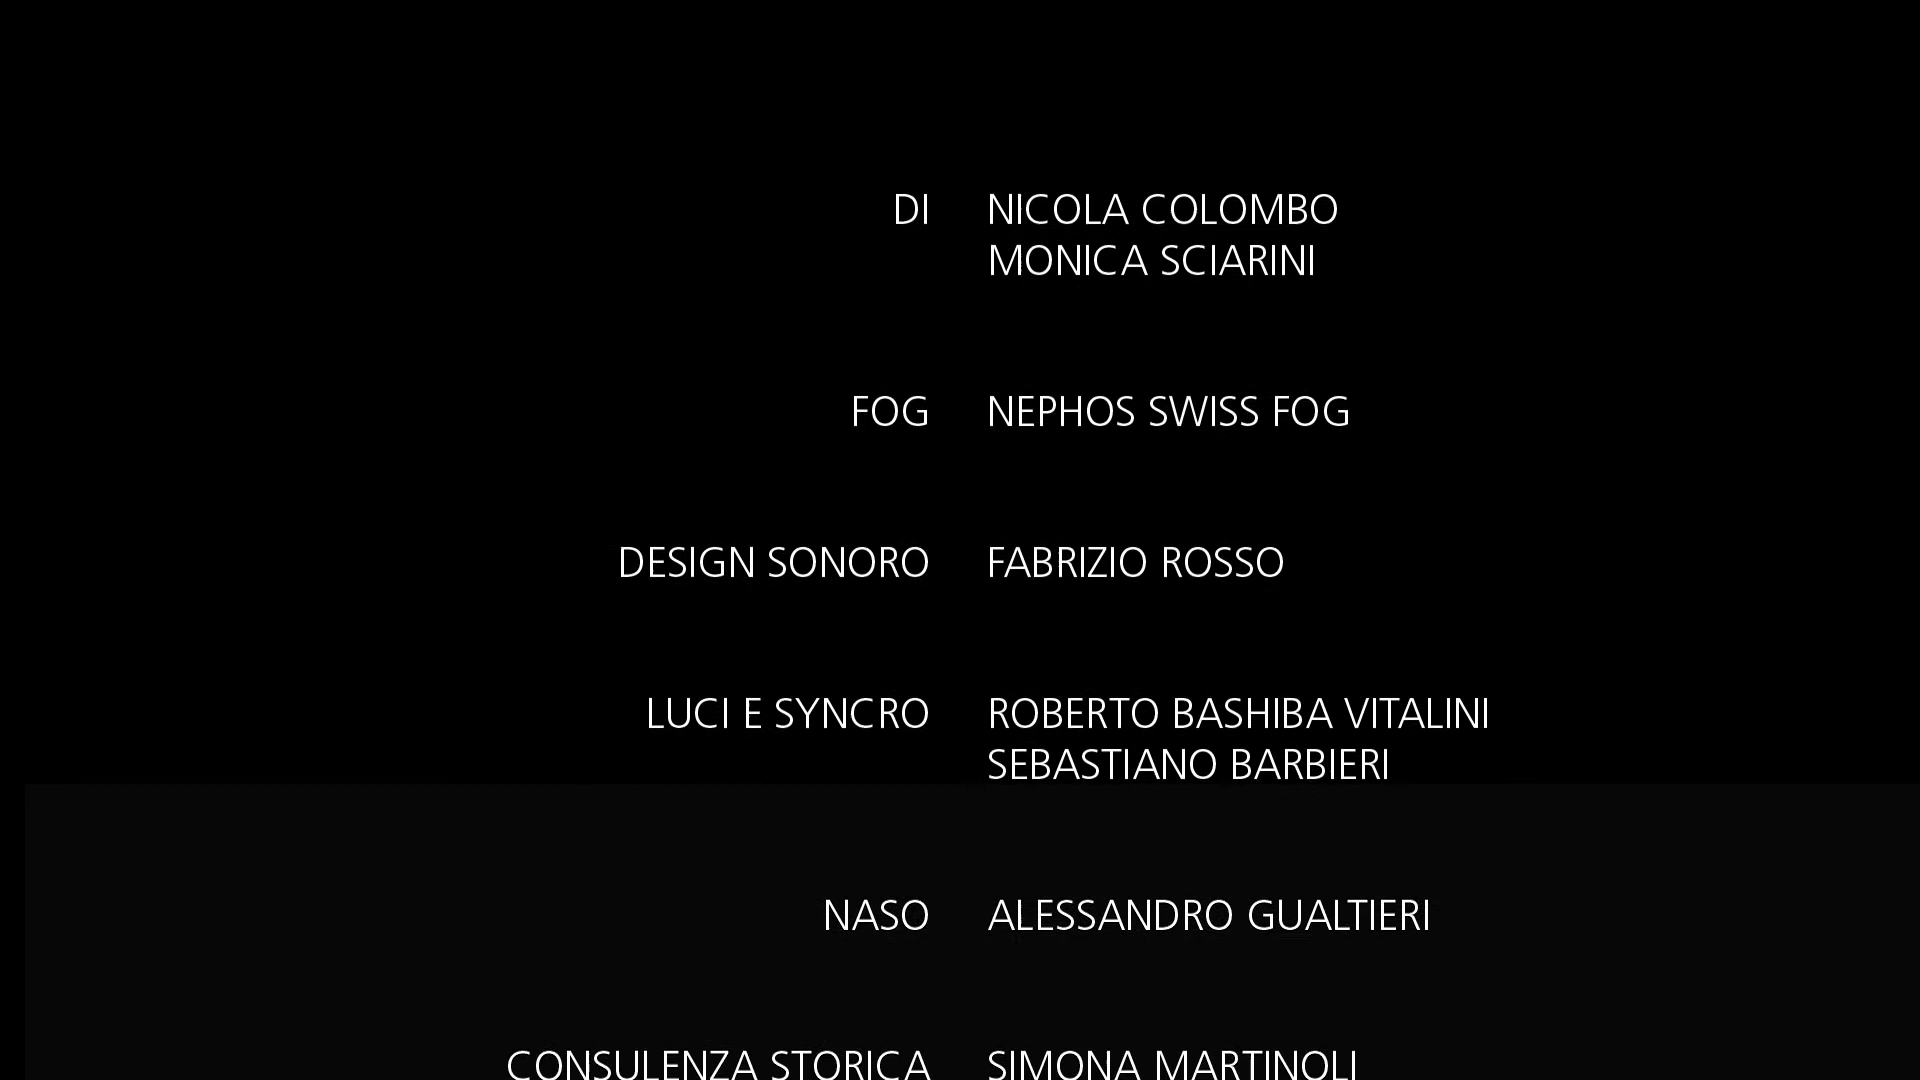 DI NICOLA COLOMBO
MONICA SCIARINI
FOG NEPHOS SWISS FOG
DESIGN SONORO FABRIZIO ROSSO
LUCI E SYNCRO ROBERTO BASHIBA VITALINI
SEBASTIANO BARBIERI
NASO ALESSANDRO GUALTIERI
CONSULENZA STORICA SIMONA MARTINOLI